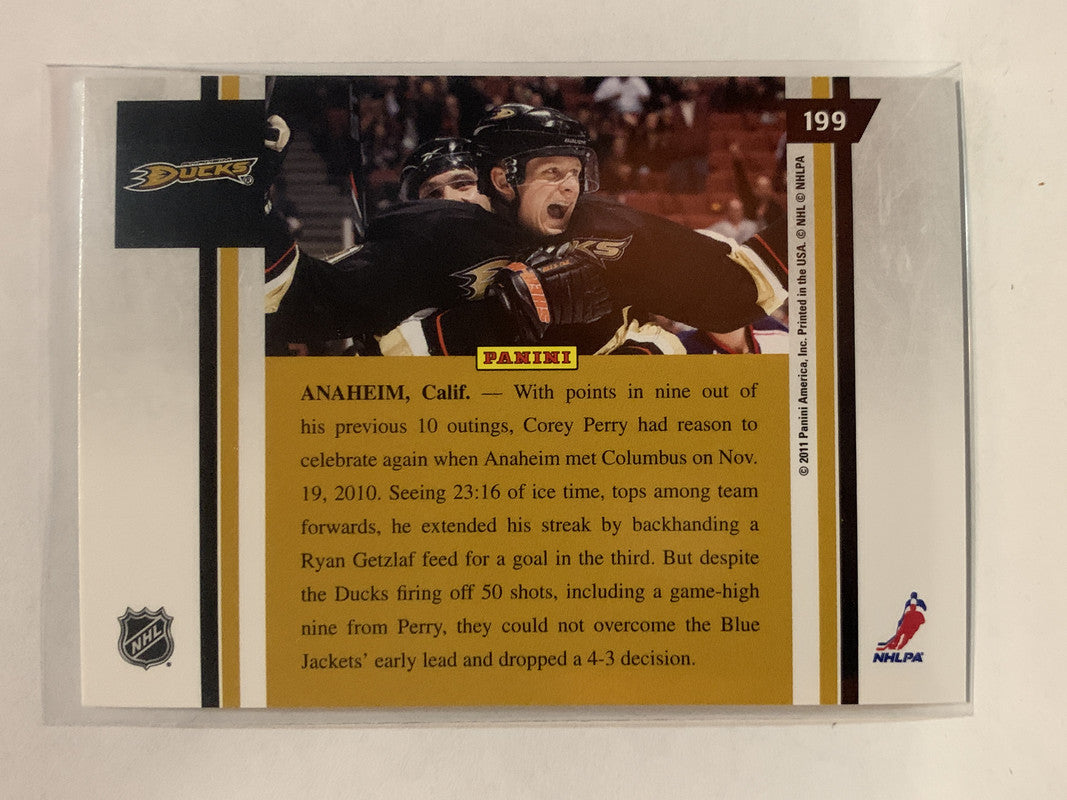 DUCKS
199
KS
PANINI
ANAHEIM, Calif. — With points in nine out of
his previous 10 outings, Corey Perry had reason to
celebrate again when Anaheim met Columbus on Nov.
19, 2010. Seeing 23:16 of ice time, tops among team
forwards, he extended his streak by backhanding a
Ryan Getzlaf feed for a goal in the third. But despite
the Ducks firing off 50 shots, including a game-high
nine from Perry, they could not overcome the Blue
Jackets’ early lead and dropped a 4-3 decision.
© 2011 Panini America, Inc. Printed in the USA. © NHL © NHLPA
NHL
NHLPA